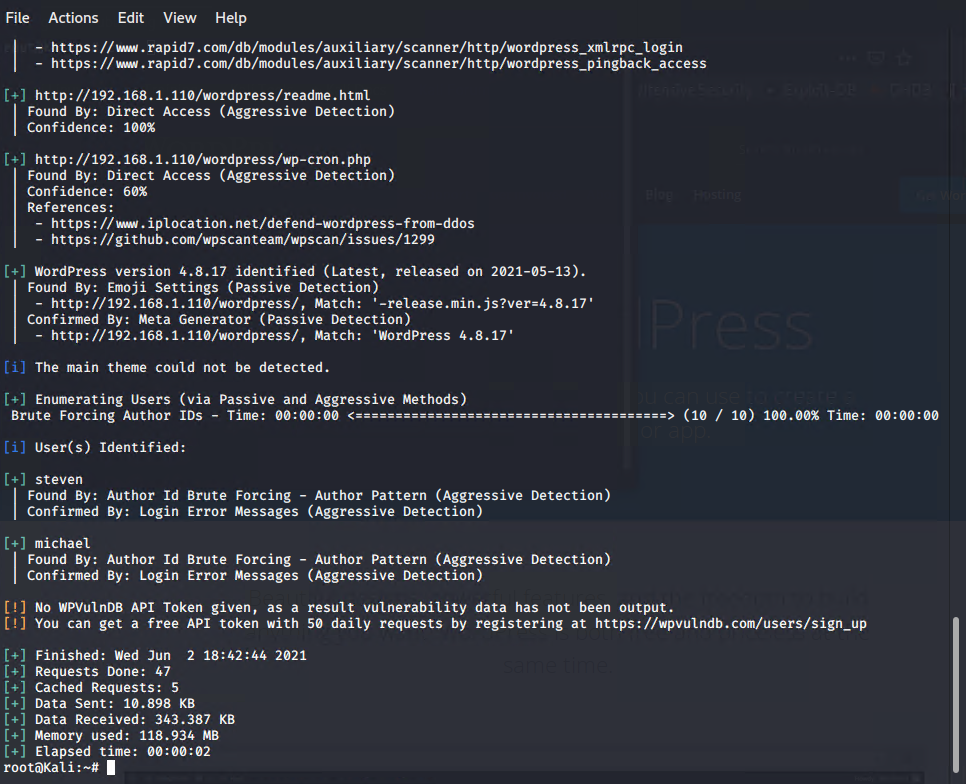 File Actions Edit View Help
| - https://www.rapid7.com/db/modules/auxiliary/scanner/http/wordpress_xmlrpc_login
| - https://www.rapid7.com/db/modules/auxiliary/scanner/http/wordpress_pingback_access
[+] http://192.168.1.110/wordpress/readme.html
| Found By: Direct Access (Aggressive Detection)
| Confidence: 100%
[+] http://192.168.1.110/wordpress/wp-cron.php
| Found By: Direct Access (Aggressive Detection)
| Confidence: 60%
| References:
| - https://www.iplocation.net/defend-wordpress-from-ddos
| - https://github.com/wpscanteam/wpscan/issues/1299
[+] WordPress version 4.8.17 identified (Latest, released on 2021-05-13).
| Found By: Emoji Settings (Passive Detection)
| - http://192.168.1.110/wordpress/, Match: '-release.min.js?ver=4.8.17'
| Confirmed By: Meta Generator (Passive Detection)
| - http://192.168.1.110/wordpress/, Match: 'WordPress 4.8.17'
[i] The main theme could not be detected.
[+] Enumerating Users (via Passive and Aggressive Methods)
Brute Forcing Author IDs - Time: 00:00:00 <=======================================> (10 / 10) 100.00% Time: 00:00:00
[i] User(s) Identified:
[+] steven
| Found By: Author Id Brute Forcing - Author Pattern (Aggressive Detection)
| Confirmed By: Login Error Messages (Aggressive Detection)
[+] michael
| Found By: Author Id Brute Forcing - Author Pattern (Aggressive Detection)
| Confirmed By: Login Error Messages (Aggressive Detection)
[!] No WPVulnDB API Token given, as a result vulnerability data has not been output.
[!] You can get a free API token with 50 daily requests by registering at https://wpvulndb.com/users/sign_up
[+] Finished: Wed Jun  2 18:42:44 2021
[+] Requests Done: 47
[+] Cached Requests: 5
[+] Data Sent: 10.898 KB
[+] Data Received: 343.387 KB
[+] Memory used: 118.934 MB
[+] Elapsed time: 00:00:02
root@Kali:~#